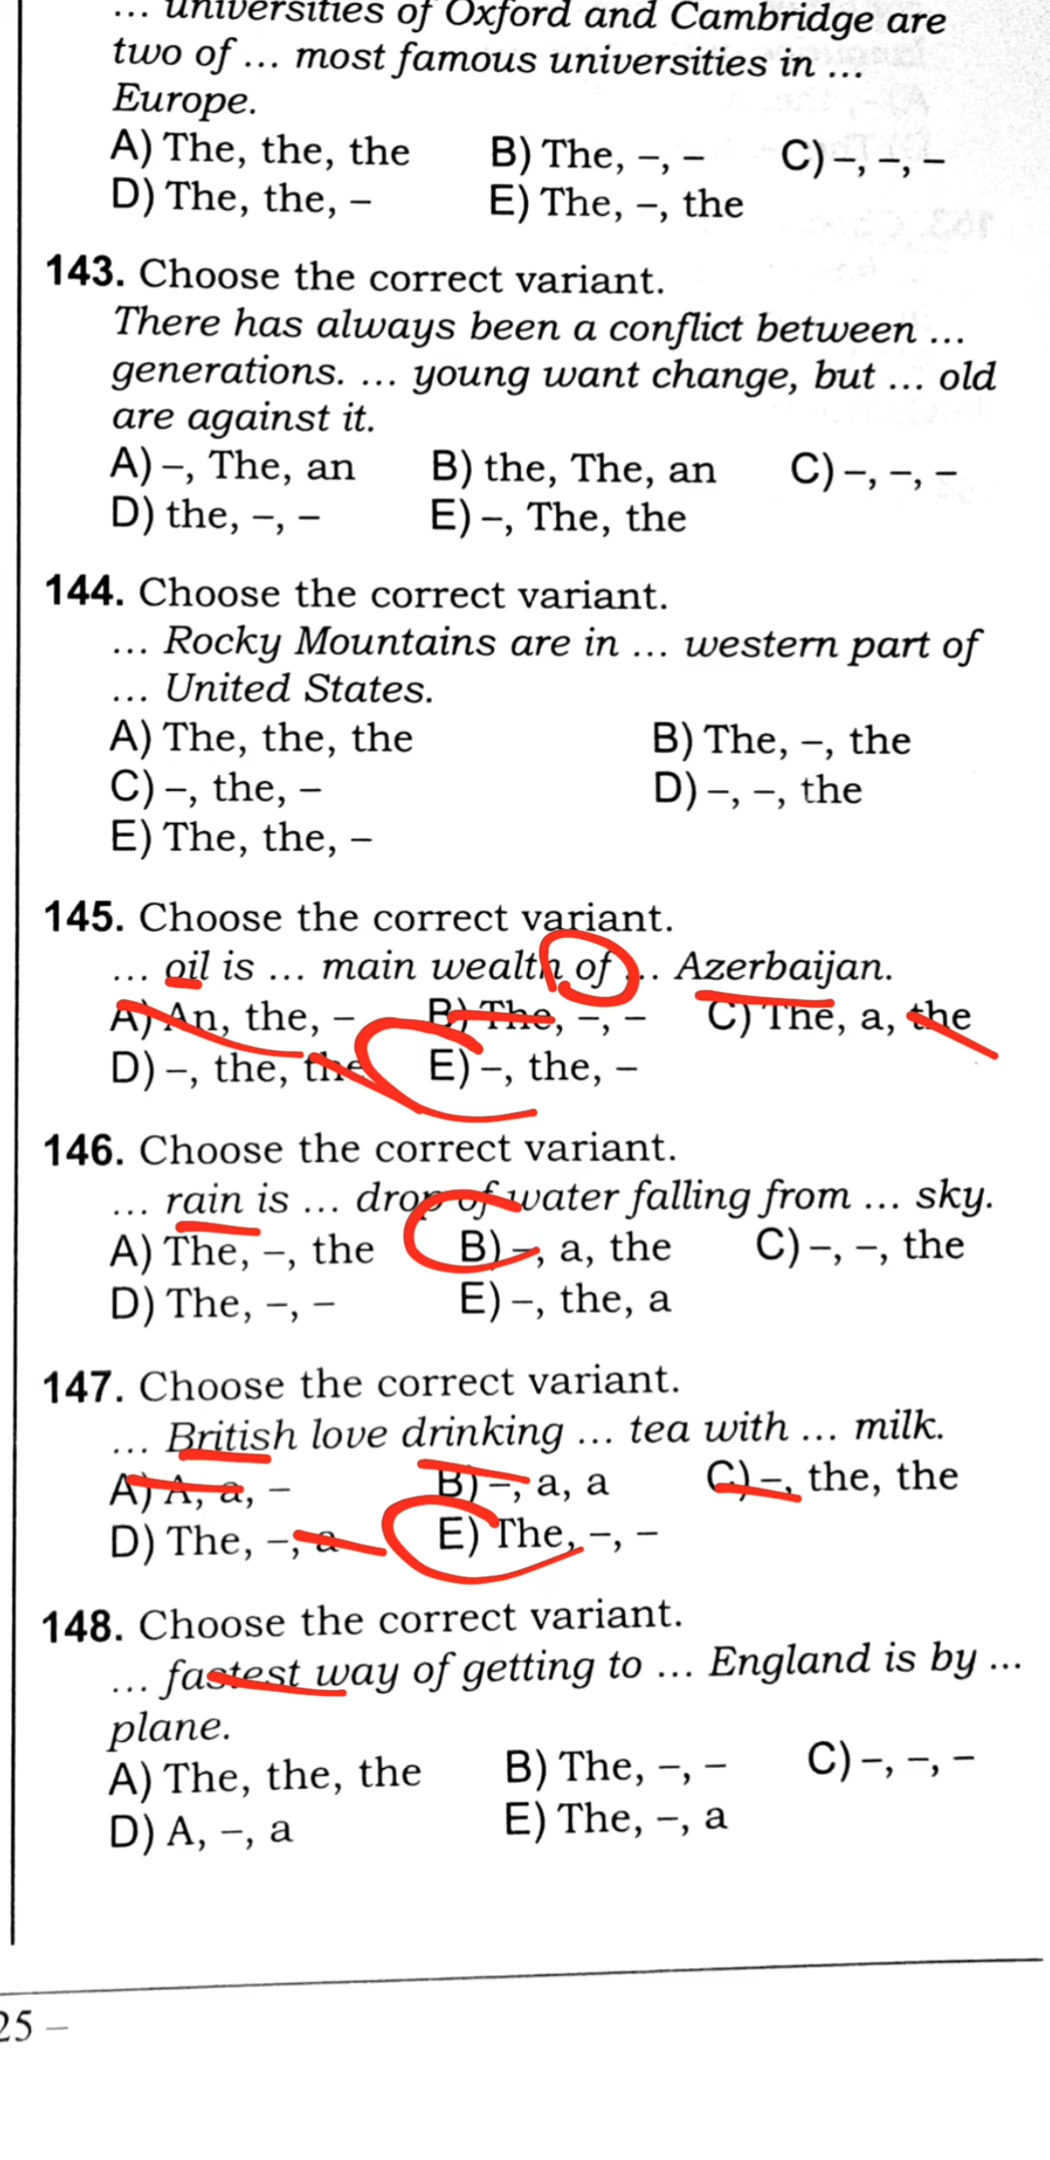 ... universities of Oxford and Cambridge are
two of ... most famous universities in ...
Europe.
A) The, the, the B) The, –, – C) –, –, –
D) The, the, – E) The, –, the
143. Choose the correct variant.
There has always been a conflict between ...
generations. ... young want change, but ... old
are against it.
A) –, The, an B) the, The, an C) –, –, –
D) the, –, – E) –, The, the
144. Choose the correct variant.
... Rocky Mountains are in ... western part of
... United States.
A) The, the, the B) The, –, the
C) –, the, – D) –, –, the
E) The, the, –
145. Choose the correct variant.
... oil is ... main wealth of ... Azerbaijan.
A) An, the, – B) The, –, – C) The, a, the
D) –, the, the E) –, the, –
146. Choose the correct variant.
... rain is ... drop of water falling from ... sky.
A) The, –, the B) –, a, the C) –, –, the
D) The, –, – E) –, the, a
147. Choose the correct variant.
... British love drinking ... tea with ... milk.
A) A, a, – B) –, a, a C) –, the, the
D) The, –, a E) The, –, –
148. Choose the correct variant.
... fastest way of getting to ... England is by ...
plane.
A) The, the, the B) The, –, – C) –, –, –
D) A, –, a E) The, –, a
25 –